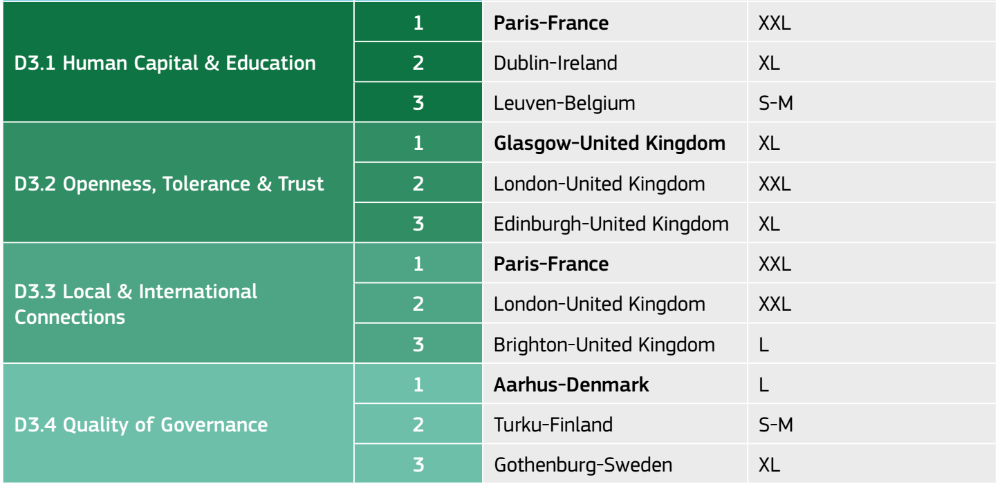 D3.1 Human Capital & Education
1 Paris-France XXL
2 Dublin-Ireland XL
3 Leuven-Belgium S-M
D3.2 Openness, Tolerance & Trust
1 Glasgow-United Kingdom XL
2 London-United Kingdom XXL
3 Edinburgh-United Kingdom XL
D3.3 Local & International
Connections
1 Paris-France XXL
2 London-United Kingdom XXL
3 Brighton-United Kingdom L
D3.4 Quality of Governance
1 Aarhus-Denmark L
2 Turku-Finland S-M
3 Gothenburg-Sweden XL